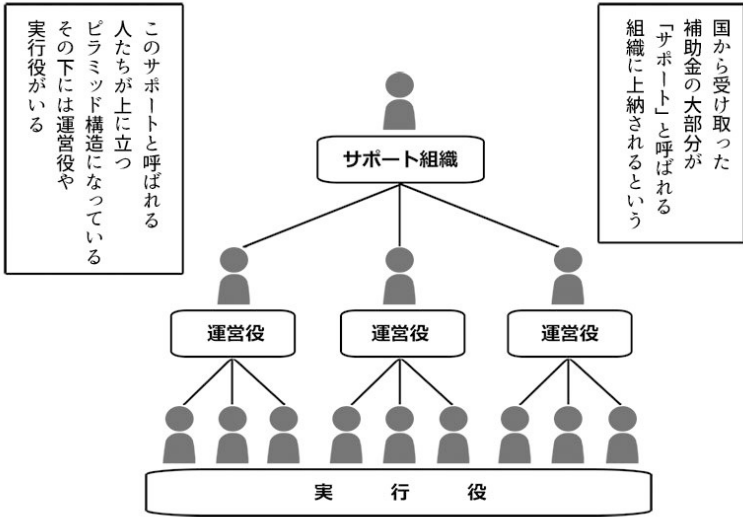 国から受け取った
補助金の大部分が
「サポート」と呼ばれる
組織に上納されるという
このサポートと呼ばれる
人たちが上に立つ
ピラミッド構造になっている
その下には運営役や
実行役がいる
サポート組織
運営役
運営役
運営役
実行役